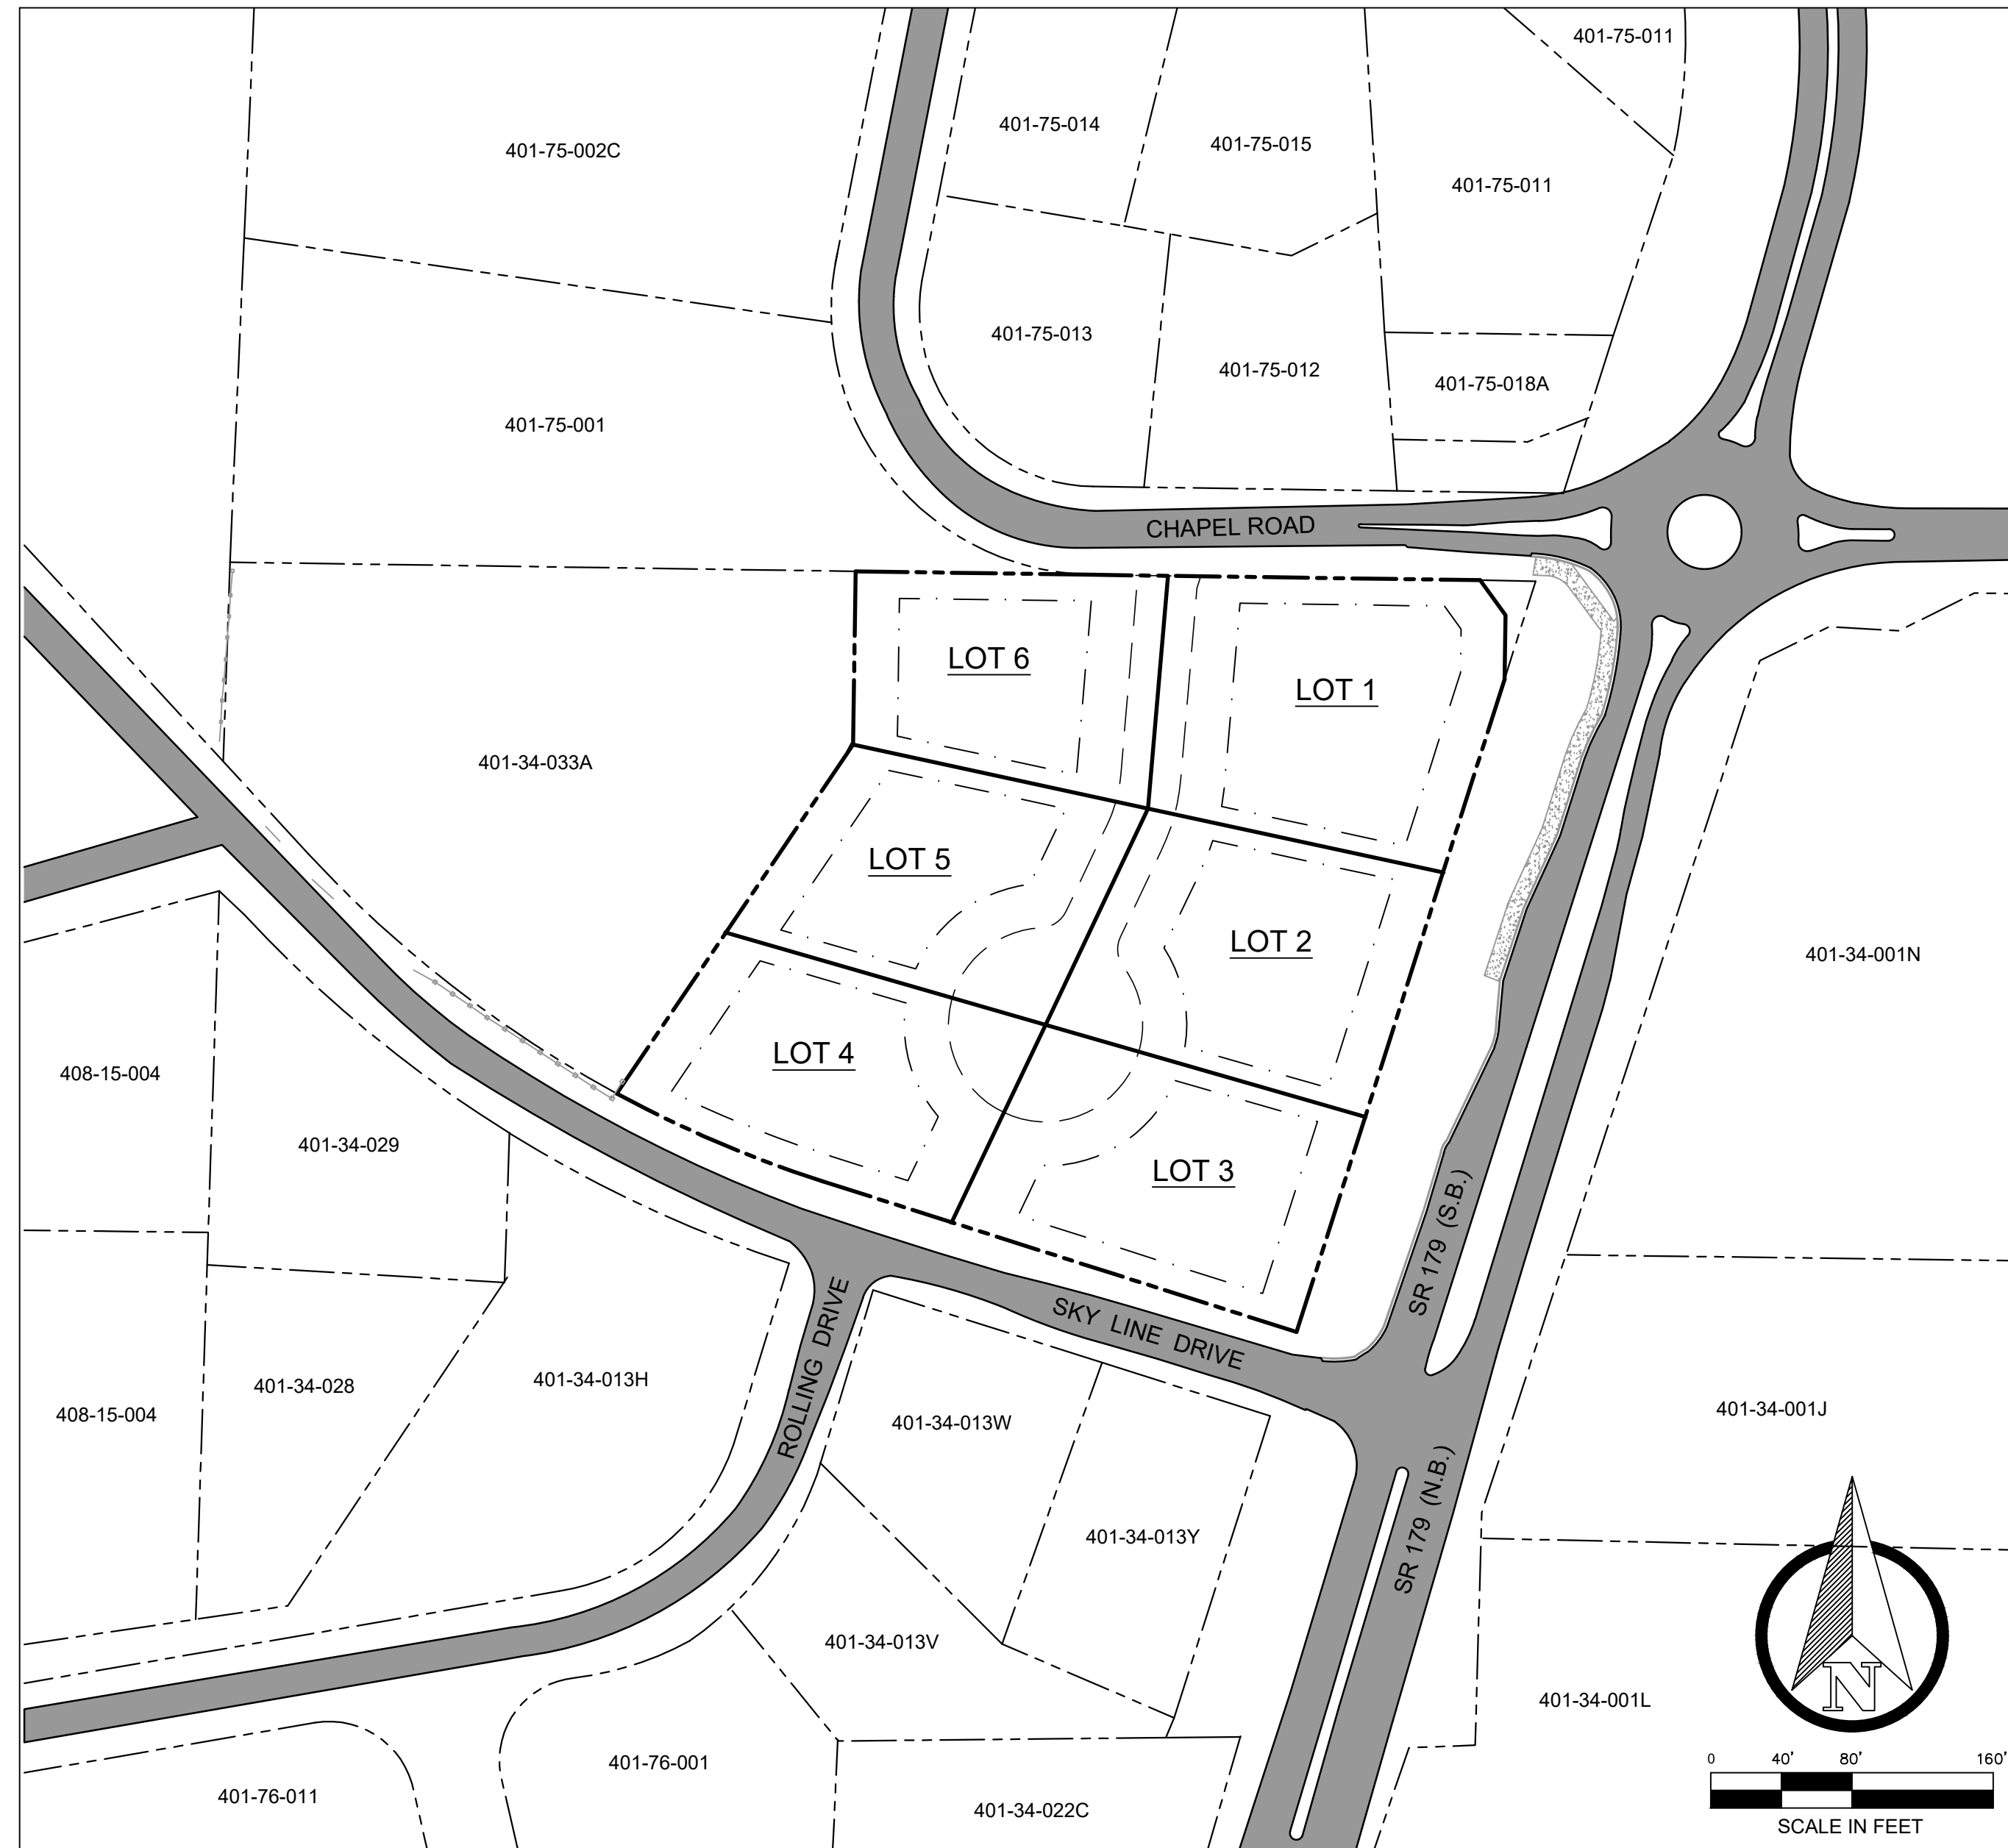 401-75-011
401-75-014
401-75-015
401-75-002C
401-75-011
401-75-013
401-75-012
401-75-018A
401-75-001
CHAPEL ROAD
LOT 6
LOT 1
401-34-033A
LOT 5
LOT 2
401-34-001N
LOT 4
408-15-004
401-34-029
LOT 3
SR 179 (S.B.)
SKY LINE DRIVE
ROLLING DRIVE
401-34-028
401-34-013H
408-15-004
401-34-013W
401-34-001J
SR 179 (N.B.)
401-34-013Y
401-34-013V
401-34-001L
N
401-76-001
401-76-011
401-34-022C
0 40' 80' 160'
SCALE IN FEET